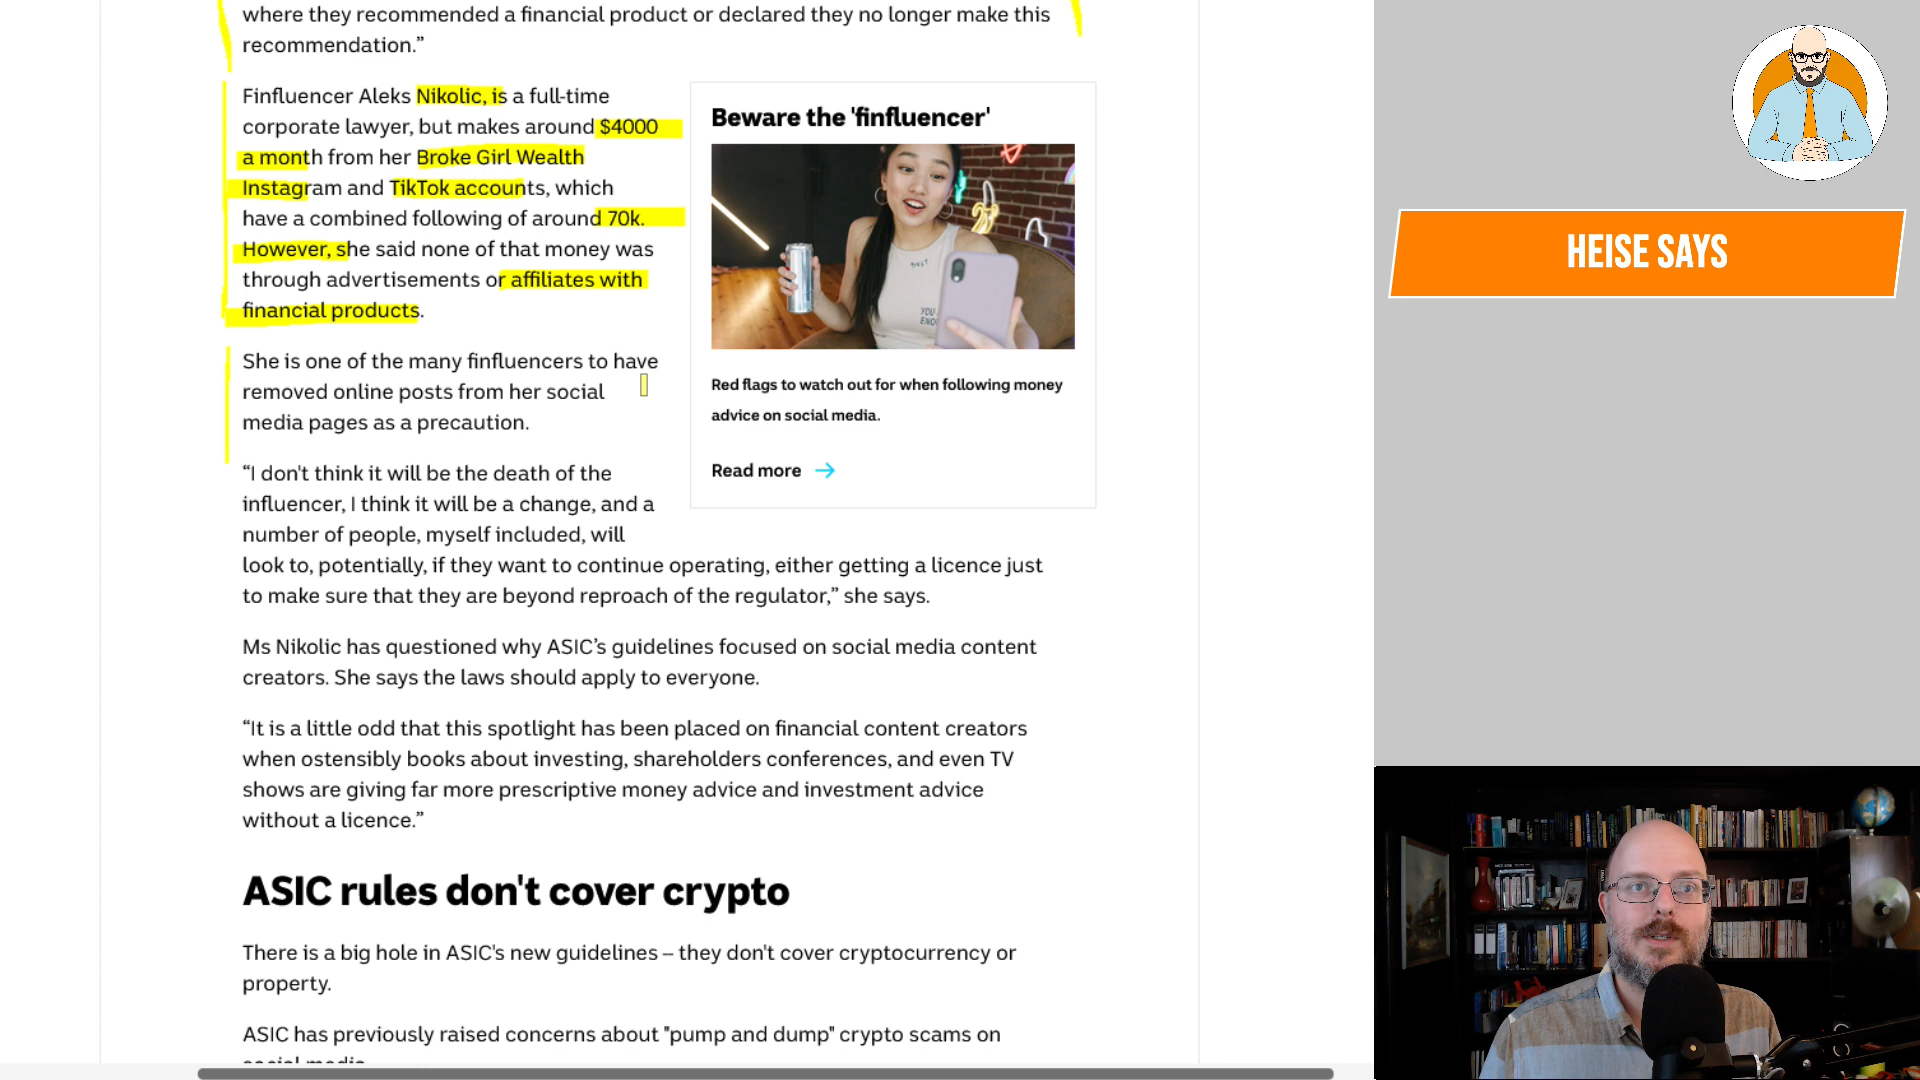 where they recommended a financial product or declared they no longer make this
recommendation.”
Finfluencer Aleks Nikolic, is a full-time
corporate lawyer, but makes around $4000
a month from her Broke Girl Wealth
Instagram and TikTok accounts, which
have a combined following of around 70k.
However, she said none of that money was
through advertisements or affiliates with
financial products.
She is one of the many finfluencers to have
removed online posts from her social
media pages as a precaution.
“I don't think it will be the death of the
influencer, I think it will be a change, and a
number of people, myself included, will
look to, potentially, if they want to continue operating, either getting a licence just
to make sure that they are beyond reproach of the regulator,” she says.
Ms Nikolic has questioned why ASIC’s guidelines focused on social media content
creators. She says the laws should apply to everyone.
“It is a little odd that this spotlight has been placed on financial content creators
when ostensibly books about investing, shareholders conferences, and even TV
shows are giving far more prescriptive money advice and investment advice
without a licence.”
ASIC rules don't cover crypto
There is a big hole in ASIC's new guidelines – they don't cover cryptocurrency or
property.
ASIC has previously raised concerns about "pump and dump" crypto scams on
social media.
Beware the 'finfluencer'
YOU
Red flags to watch out for when following money
advice on social media.
Read more
HEISE SAYS